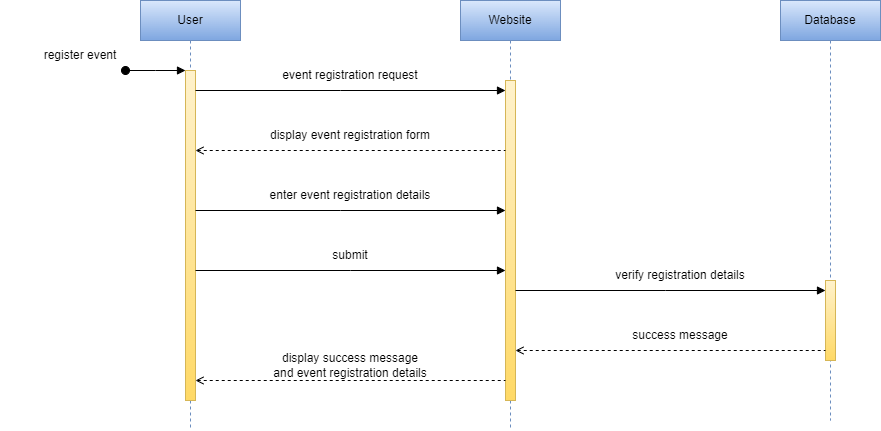 User
Website
Database
register event
event registration request
display event registration form
enter event registration details
submit
verify registration details
success message
display success message
and event registration details